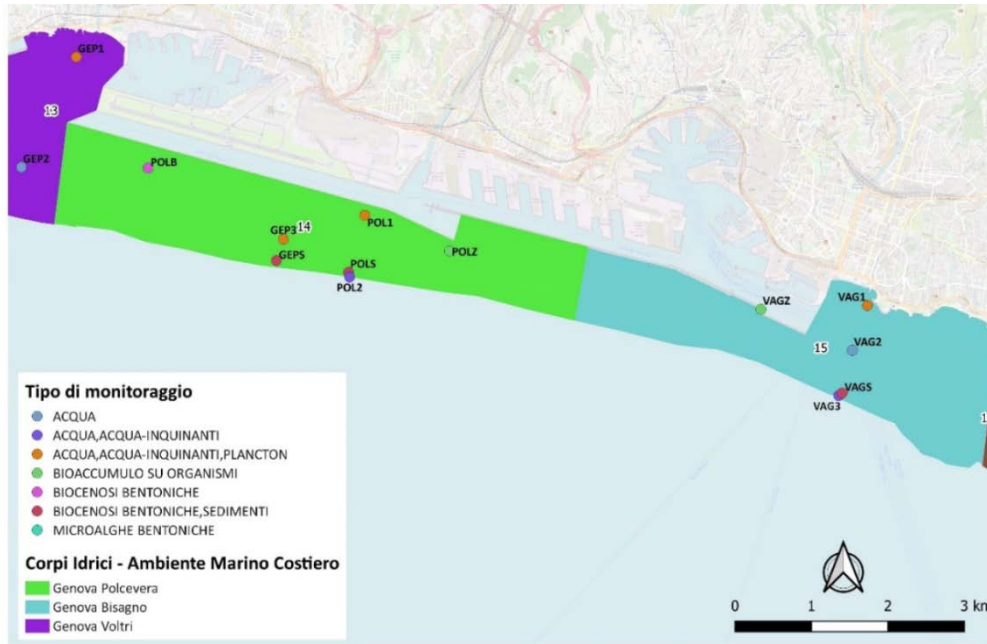 GEP1
13
GEP2
POLB
POL1
GEP3
14
GEPS
POLS
POL2
POLZ
VAGZ
VAG1
15
VAG2
VAGS
VAG3
1
Tipo di monitoraggio
ACQUA
ACQUA,ACQUA-INQUINANTI
ACQUA,ACQUA-INQUINANTI,PLANCTON
BIOACCUMULO SU ORGANISMI
BIOCENOSI BENTONICHE
BIOCENOSI BENTONICHE,SEDIMENTI
MICROALGHE BENTONICHE
Corpi Idrici - Ambiente Marino Costiero
Genova Polcevera
Genova Bisagno
Genova Voltri
0 1 2 3 km